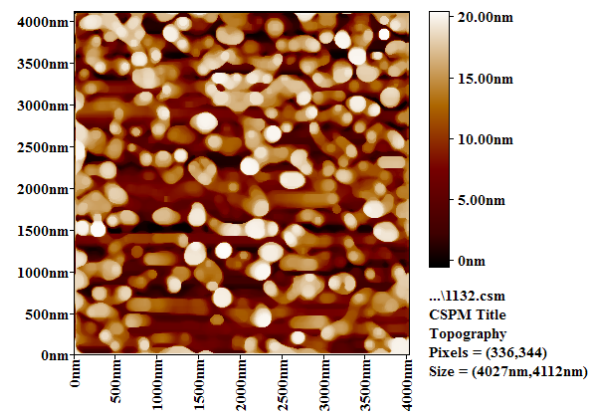 4000nm
3500nm
3000nm
2500nm
2000nm
1500nm
1000nm
500nm
0nm
0nm
500nm
1000nm
1500nm
2000nm
2500nm
3000nm
3500nm
4000nm
20.00nm
15.00nm
10.00nm
5.00nm
0nm
...\1132.csm
CSPM Title
Topography
Pixels = (336,344)
Size = (4027nm,4112nm)